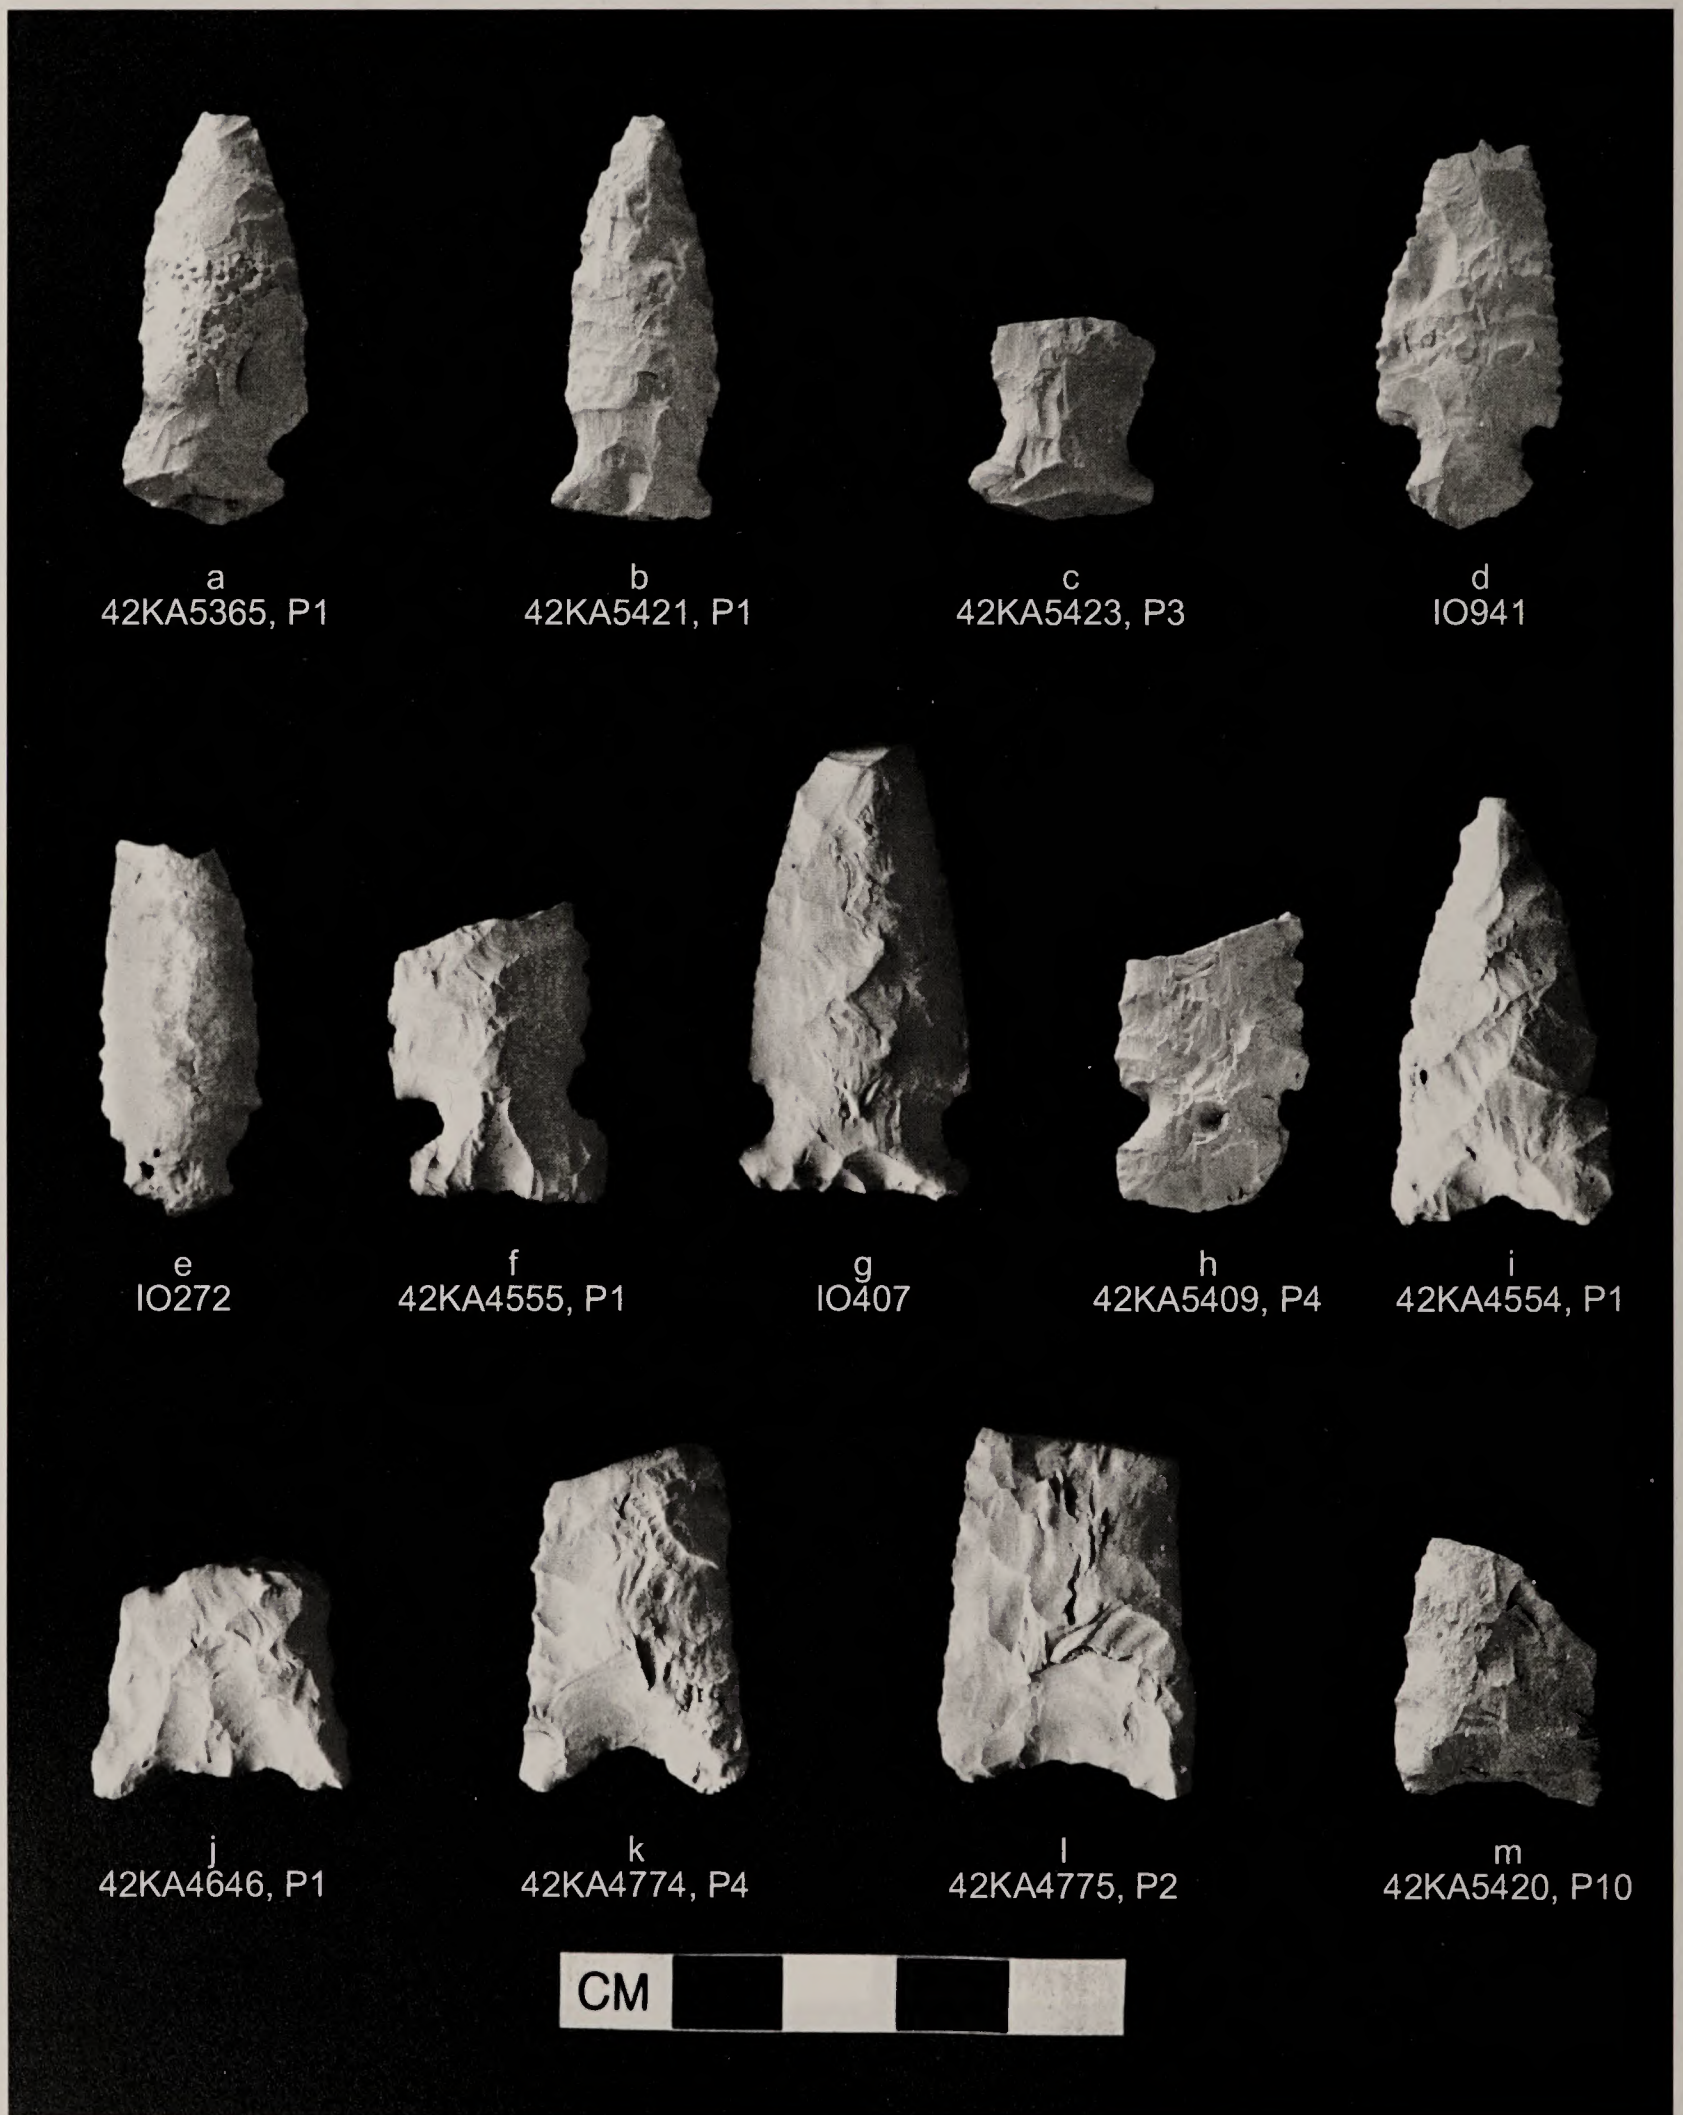 a
42KA5365, P1
b
42KA5421, P1
c
42KA5423, P3
d
IO941
e
IO272
f
42KA4555, P1
g
IO407
h
42KA5409, P4
i
42KA4554, P1
j
42KA4646, P1
k
42KA4774, P4
l
42KA4775, P2
m
42KA5420, P10
CM